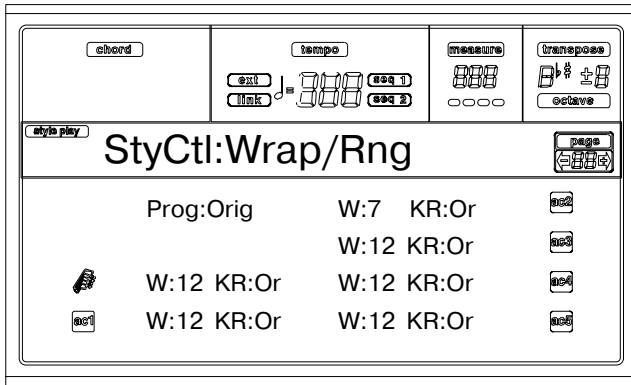 chord tempo measure transpose
ext seq 1
link seq 2
octave
style play
StyCtl:Wrap/Rng page
Prog:Orig W:7 KR:Or ac2
W:12 KR:Or ac3
W:12 KR:Or W:12 KR:Or ac4
ac1 W:12 KR:Or W:12 KR:Or ac5